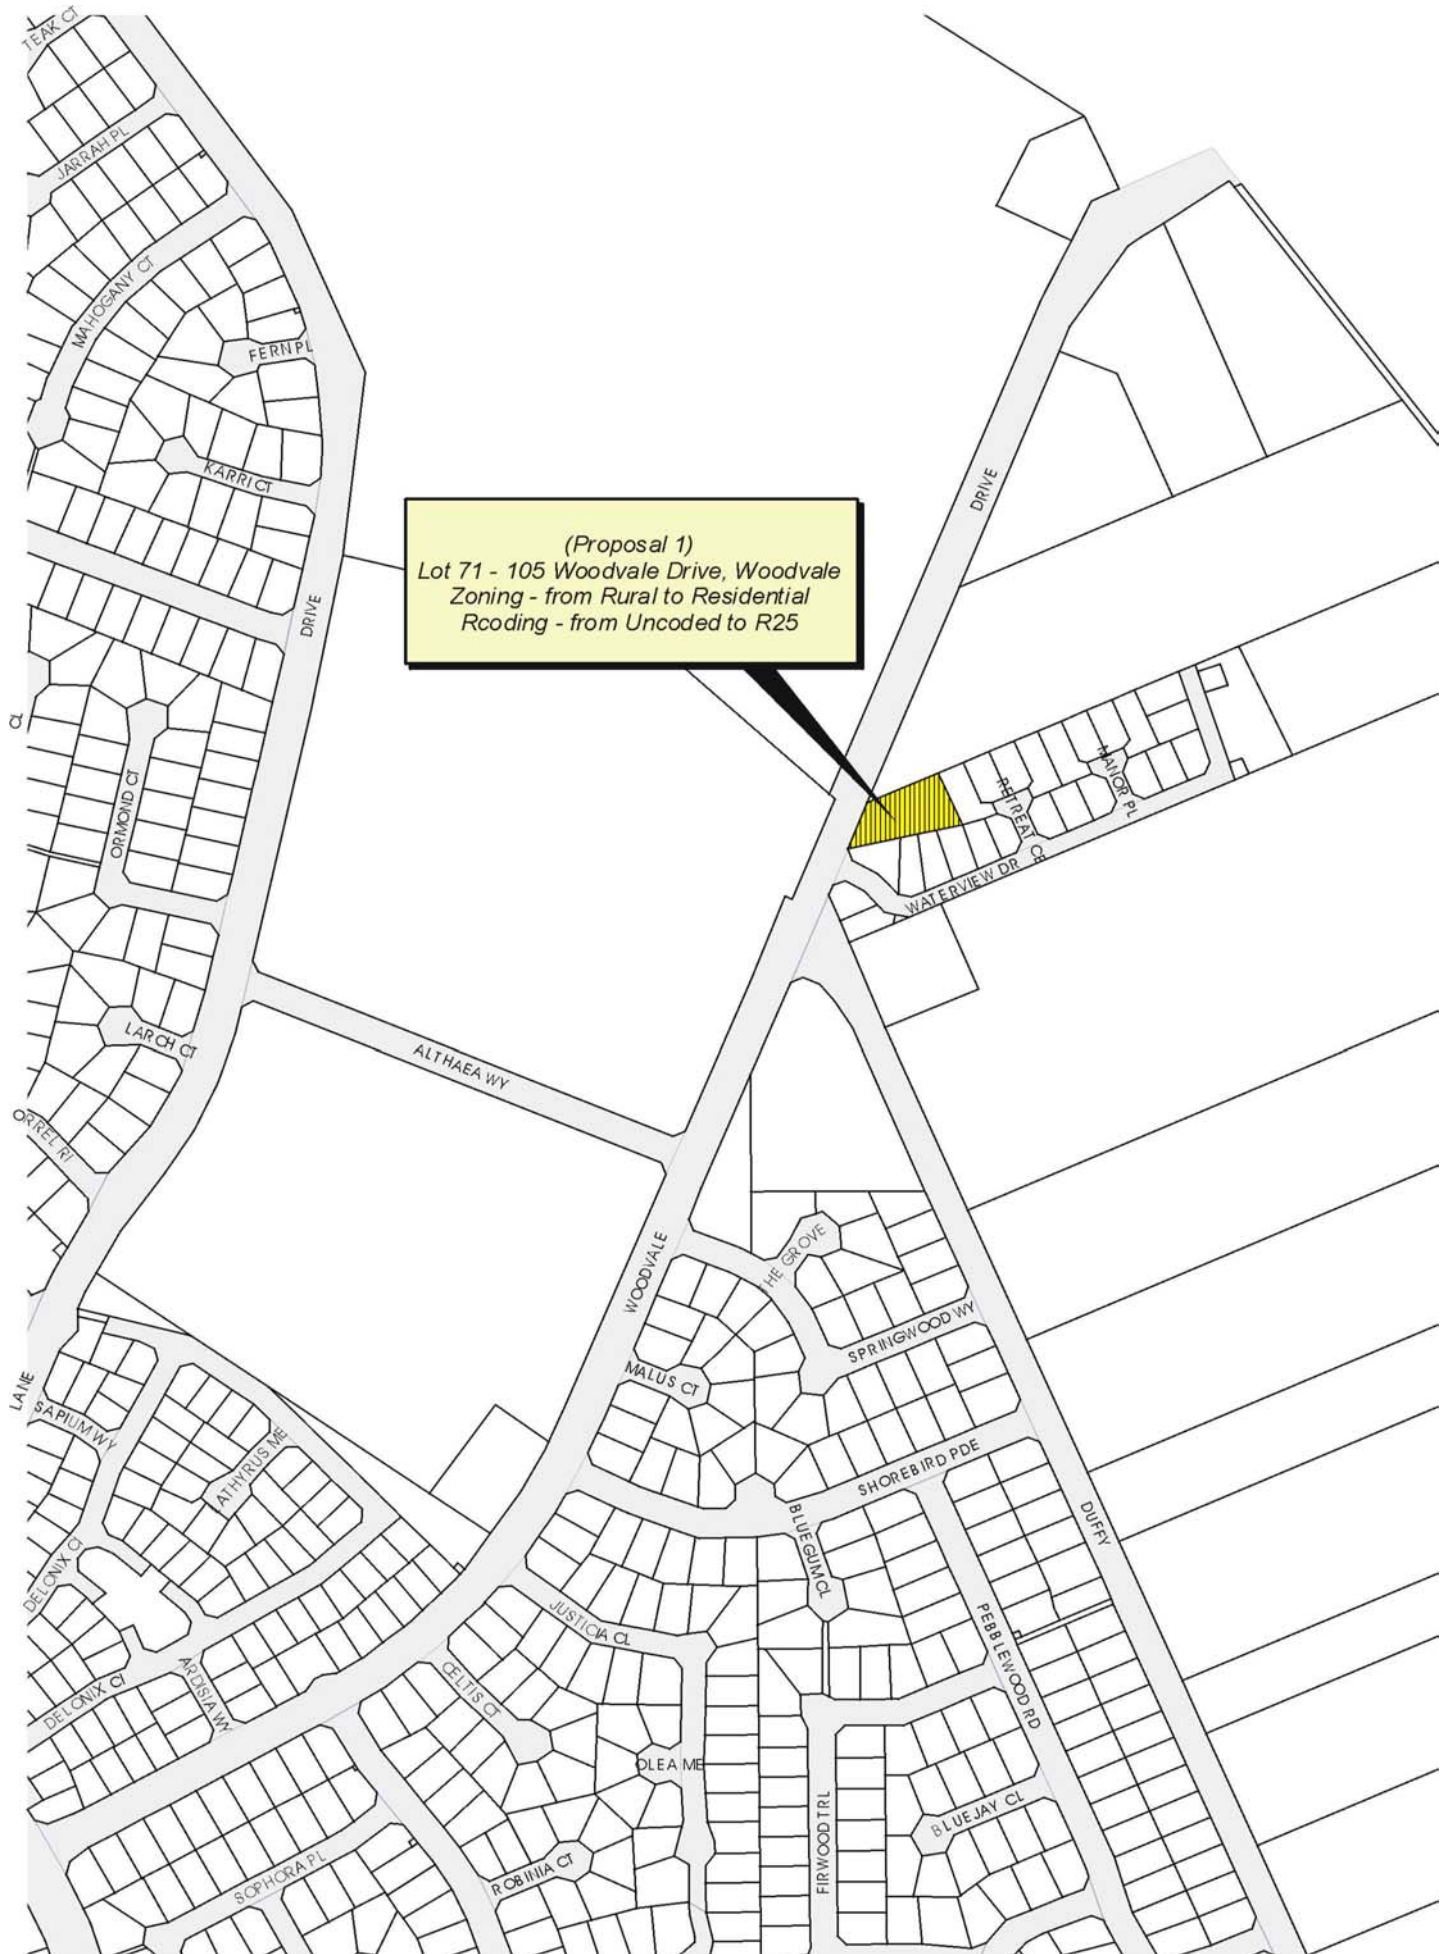 TEAK CT
JARRAH PL
MAHOGANY CT
FERN PL
KARRI CT
DRIVE
(Proposal 1)
Lot 71 - 105 Woodvale Drive, Woodvale
Zoning - from Rural to Residential
Rcoding - from Uncoded to R25
DRIVE
CL
ORMOND CT
MANOR PL
RETREAT
WATERVIEW DR
LARCH CT
ALTHAEA WY
ORREL RI
WOODVALE
THE GROVE
SPRINGWOOD WY
MALUS CT
LANE
SAPIUM WY
ATHYRUS ME
SHOREBIRD PDE
BLUEGUM CL
DUFFY
DELONIX CI
JUSTICIA CL
PEBBLEWOOD RD
DELONIX CI
ARDISIA WY
CELTIS CT
OLEA ME
FIRWOOD TRL
BLUEJAY CL
SOPHORA PL
ROBINIA CT